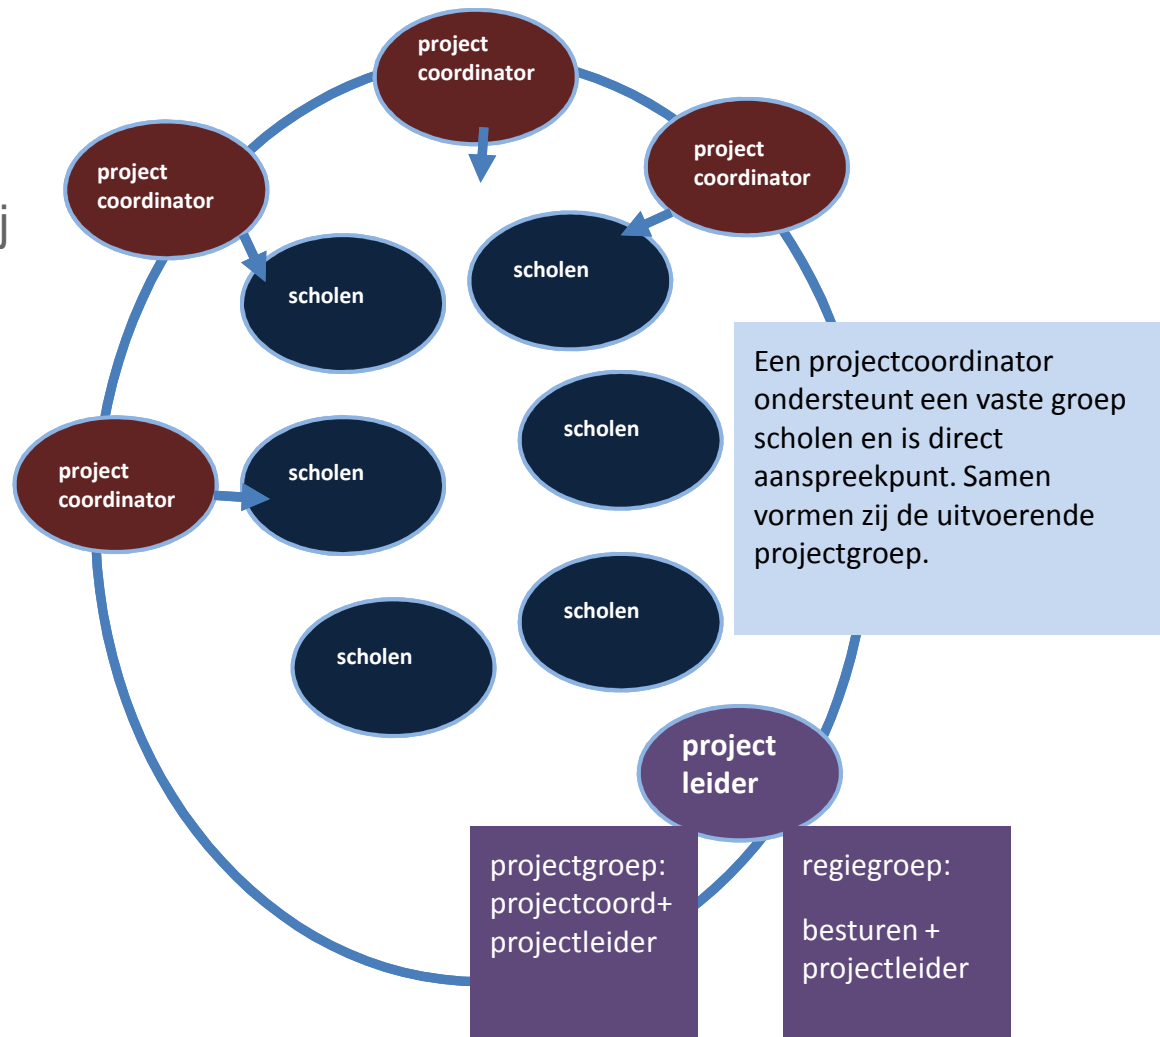 project
coordinator
project
coordinator
project
coordinator
j
scholen
scholen
Een projectcoordinator
ondersteunt een vaste groep
scholen en is direct
aanspreekpunt. Samen
vormen zij de uitvoerende
projectgroep.
scholen
project
coordinator
scholen
scholen
scholen
project
leider
projectgroep:
projectcoord+
projectleider
regiegroep:
besturen +
projectleider